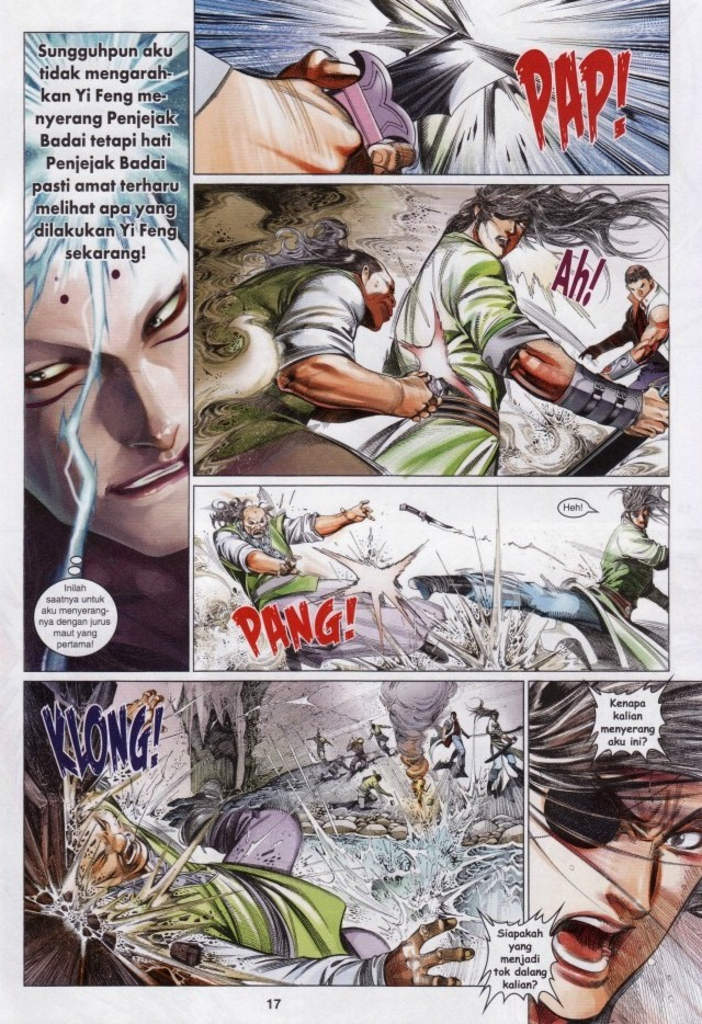 Sungguhpun aku
tidak mengarah-
kan Yi Feng me-
nyerang Penjejak
Badai tetapi hati
Penjejak Badai
pasti amat terharu
melihat apa yang
dilakukan Yi Feng
sekarang!
PAP!
Ah!
Inilah
saatnya untuk
aku menyerang-
nya dengan jurus
maut yang
pertama!
Heh!
PANG!
KLONG!
Kenapa
kalian
menyerang
aku ini?
Siapakah
yang
menjadi
tok dalang
kalian?
17